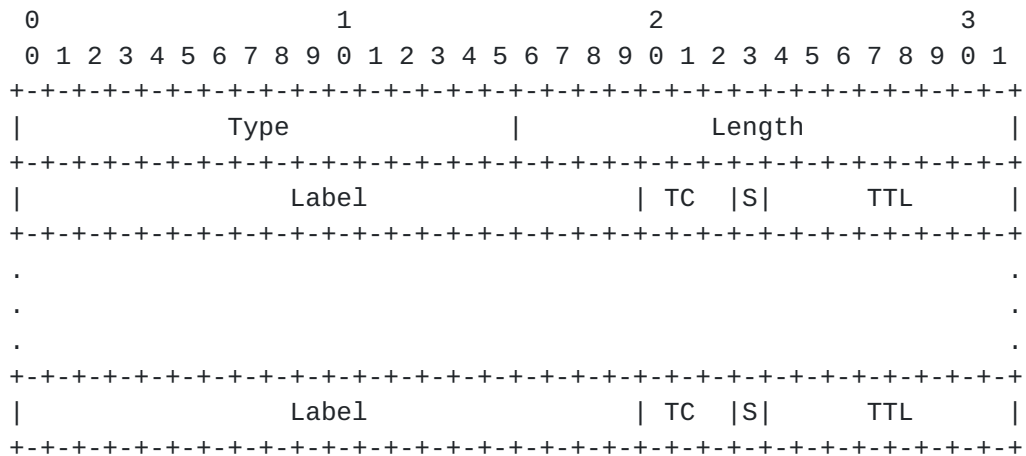 0                   1                   2                   3
 0 1 2 3 4 5 6 7 8 9 0 1 2 3 4 5 6 7 8 9 0 1 2 3 4 5 6 7 8 9 0 1
+-+-+-+-+-+-+-+-+-+-+-+-+-+-+-+-+-+-+-+-+-+-+-+-+-+-+-+-+-+-+-+-+
|             Type              |            Length             |
+-+-+-+-+-+-+-+-+-+-+-+-+-+-+-+-+-+-+-+-+-+-+-+-+-+-+-+-+-+-+-+-+
|                 Label                 | TC  |S|      TTL      |
+-+-+-+-+-+-+-+-+-+-+-+-+-+-+-+-+-+-+-+-+-+-+-+-+-+-+-+-+-+-+-+-+
.                                                               .
.                                                               .
.                                                               .
+-+-+-+-+-+-+-+-+-+-+-+-+-+-+-+-+-+-+-+-+-+-+-+-+-+-+-+-+-+-+-+-+
|                 Label                 | TC  |S|      TTL      |
+-+-+-+-+-+-+-+-+-+-+-+-+-+-+-+-+-+-+-+-+-+-+-+-+-+-+-+-+-+-+-+-+